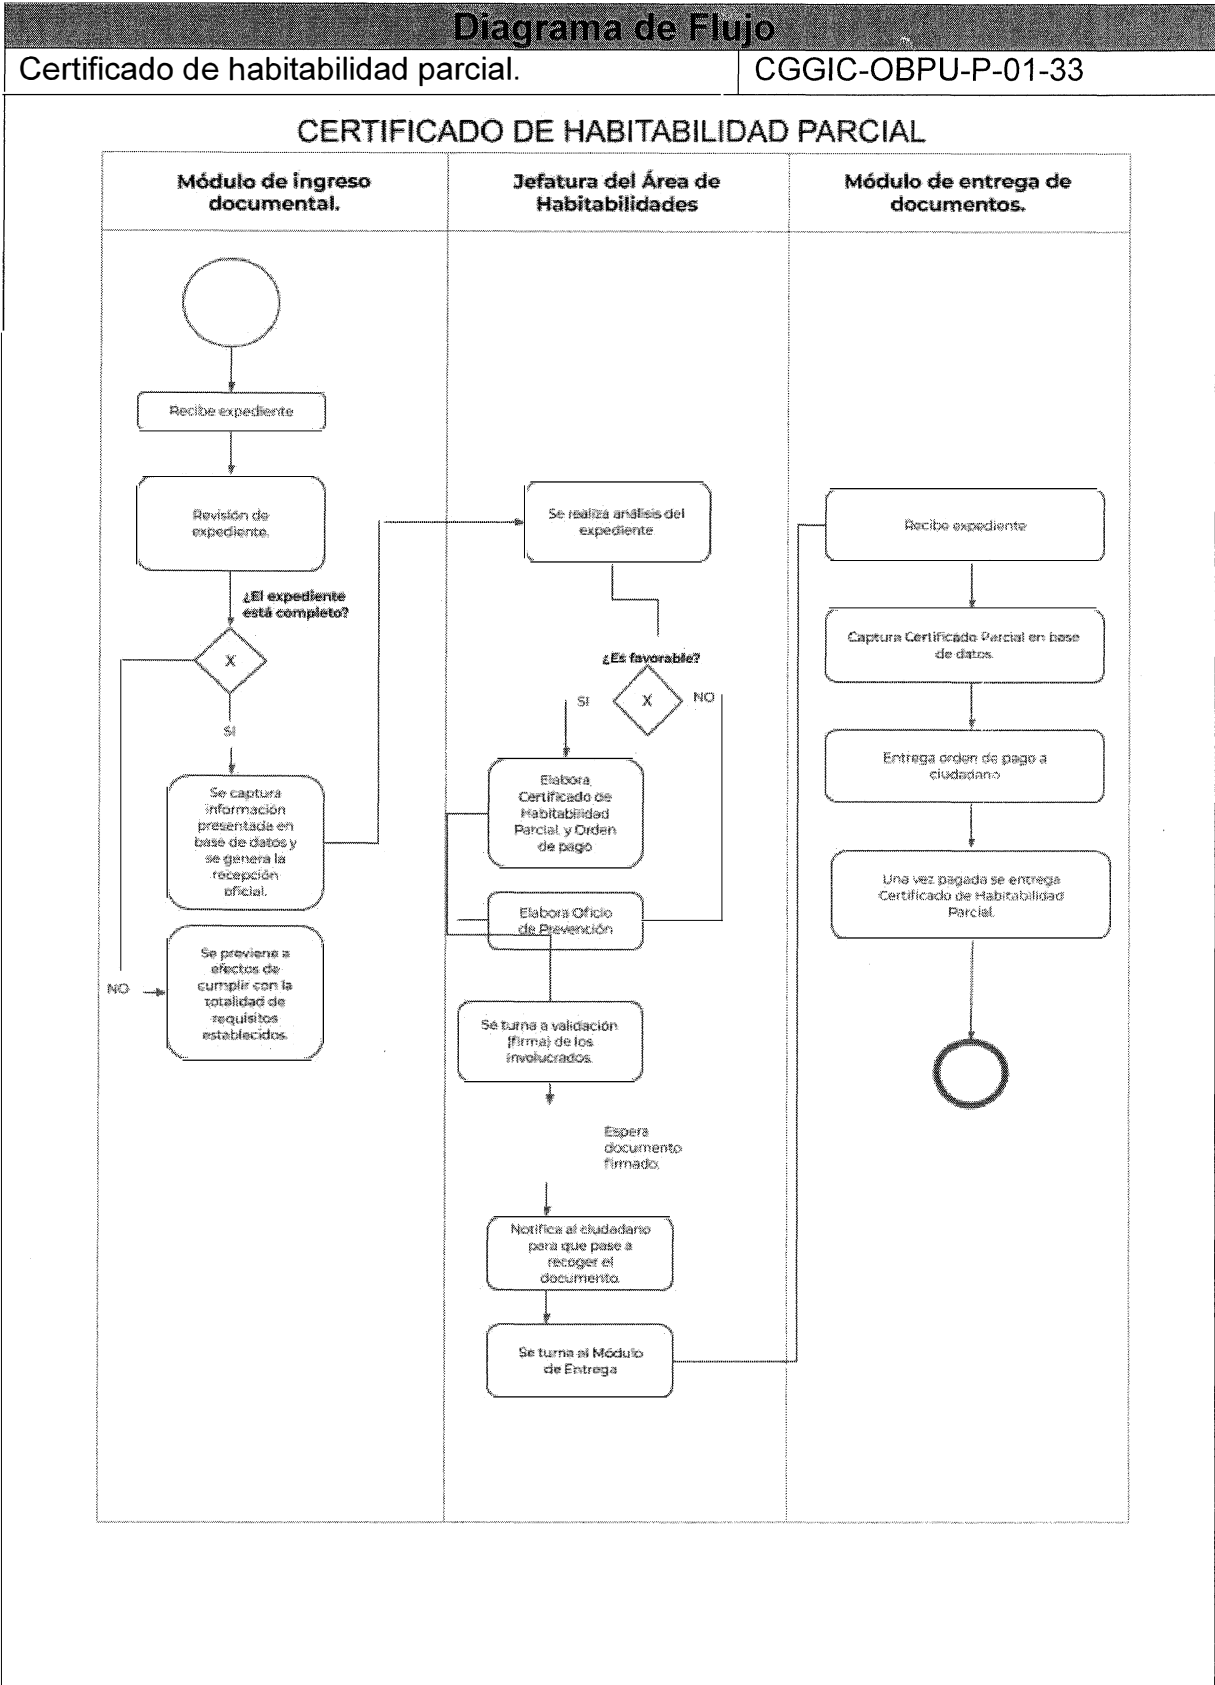 Diagrama de Flujo
Certificado de habitabilidad parcial.
CGGIC-OBPU-P-01-33
CERTIFICADO DE HABITABILIDAD PARCIAL
Módulo de ingreso
documental.
Jefatura del Área de
Habitabilidades
Módulo de entrega de
documentos.
Recibe expediente
Revisión de
expediente.
¿El expediente
está completo?
X
SI
Se captura
información
presentada en
base de datos y
se genera la
recepción
oficial.
NO
Se previene a
efectos de
cumplir con la
totalidad de
requisitos
establecidos.
Se realiza análisis del
expediente
¿Es favorable?
SI
X
NO
Elabora
Certificado de
Habitabilidad
Parcial y Orden
de pago
Elabora Oficio
de Prevención
Se turna a validación
(firma) de los
involucrados.
Espera
documento
firmado.
Notifica al ciudadano
para que pase a
recoger el
documento.
Se turna al Módulo
de Entrega
Recibe expediente
Captura Certificado Parcial en base
de datos.
Entrega orden de pago a
ciudadano
Una vez pagada se entrega
Certificado de Habitabilidad
Parcial.